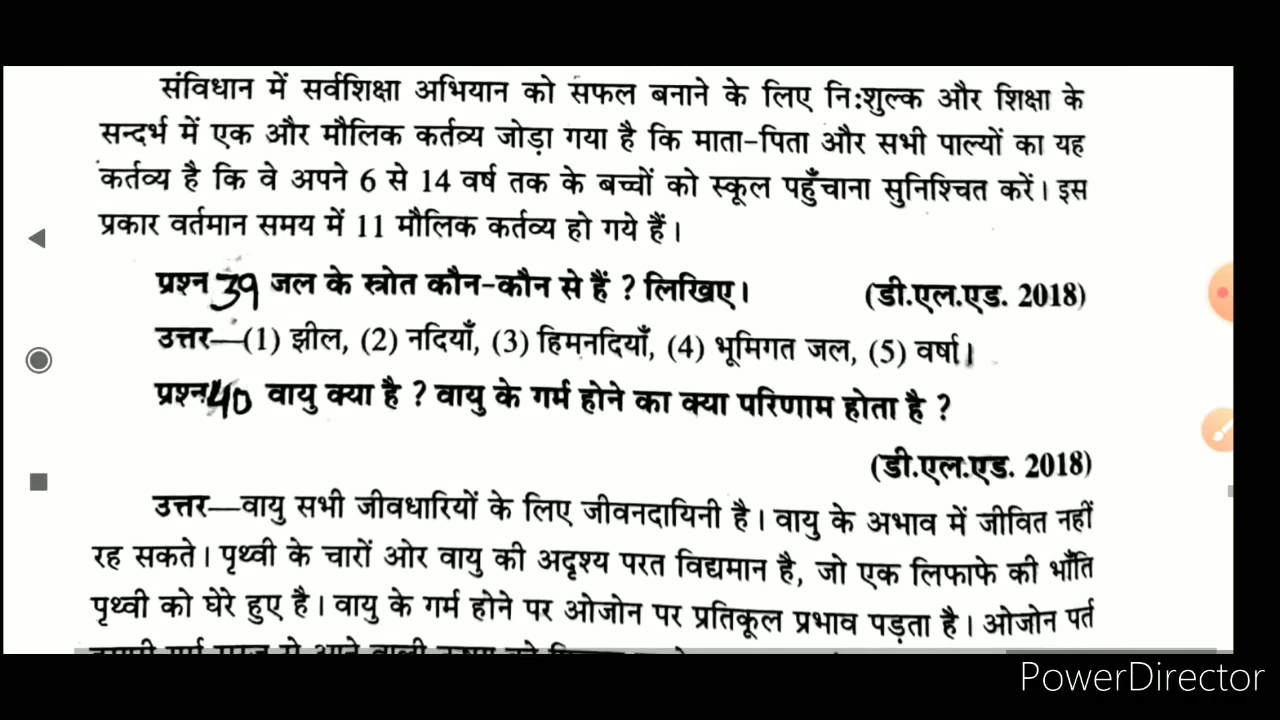 संविधान में सर्वशिक्षा अभियान को सफल बनाने के लिए निःशुल्क और शिक्षा के
सन्दर्भ में एक और मौलिक कर्तव्य जोड़ा गया है कि माता-पिता और सभी पाल्यों का यह
कर्तव्य है कि वे अपने 6 से 14 वर्ष तक के बच्चों को स्कूल पहुँचाना सुनिश्चित करें। इस
प्रकार वर्तमान समय में 11 मौलिक कर्तव्य हो गये हैं।
प्रश्न 39 जल के स्त्रोत कौन-कौन से हैं ? लिखिए। (डी.एल.एड. 2018)
उत्तर—(1) झील, (2) नदियाँ, (3) हिमनदियाँ, (4) भूमिगत जल, (5) वर्षा।
प्रश्न 40 वायु क्या है ? वायु के गर्म होने का क्या परिणाम होता है ?
(डी.एल.एड. 2018)
उत्तर—वायु सभी जीवधारियों के लिए जीवनदायिनी है। वायु के अभाव में जीवित नहीं
रह सकते। पृथ्वी के चारों ओर वायु की अदृश्य परत विद्यमान है, जो एक लिफाफे की भाँति
पृथ्वी को घेरे हुए है। वायु के गर्म होने पर ओजोन पर प्रतिकूल प्रभाव पड़ता है। ओजोन पर्त
PowerDirector